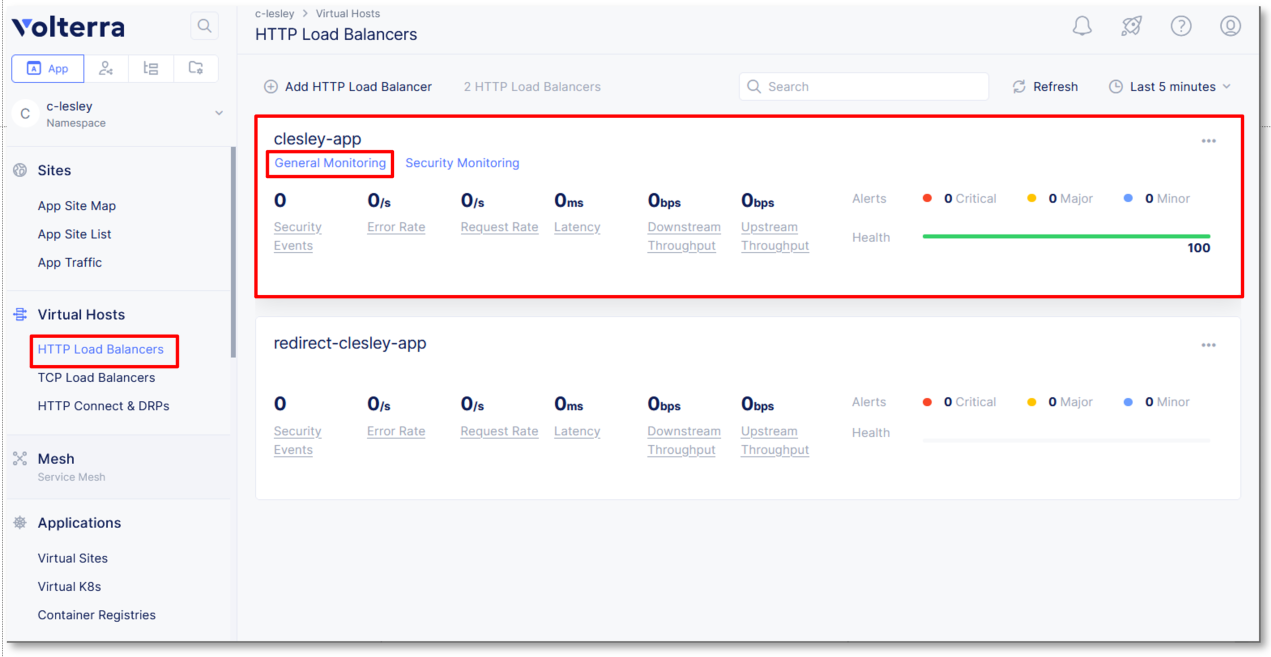 Volterra
App
C
c-lesley
Namespace
Sites
App Site Map
App Site List
App Traffic
Virtual Hosts
HTTP Load Balancers
TCP Load Balancers
HTTP Connect & DRPs
Mesh
Service Mesh
Applications
Virtual Sites
Virtual K8s
Container Registries
c-lesley > Virtual Hosts
HTTP Load Balancers
Add HTTP Load Balancer 2 HTTP Load Balancers Search Refresh Last 5 minutes
clesley-app
General Monitoring Security Monitoring
0 0/s 0/s 0ms 0bps 0bps Alerts 0 Critical 0 Major 0 Minor
Security Error Rate Request Rate Latency Downstream Upstream
Events Throughput Throughput Health
100
redirect-clesley-app
0 0/s 0/s 0ms 0bps 0bps Alerts 0 Critical 0 Major 0 Minor
Security Error Rate Request Rate Latency Downstream Upstream Health
Events Throughput Throughput